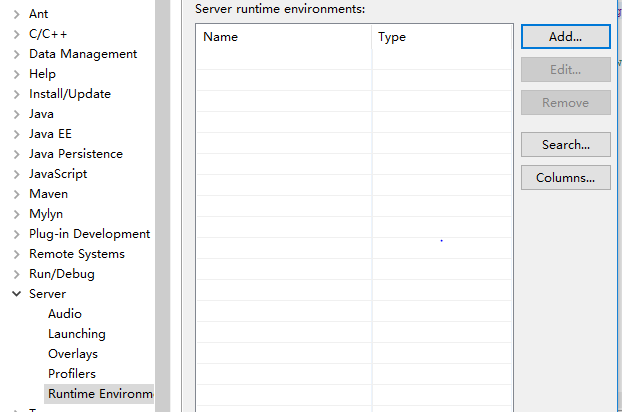 Ant
C/C++
Data Management
Help
Install/Update
Java
Java EE
Java Persistence
JavaScript
Maven
Mylyn
Plug-in Development
Remote Systems
Run/Debug
Server
Audio
Launching
Overlays
Profilers
Runtime Environm
Server runtime environments:
Name Type
Add...
Edit...
Remove
Search...
Columns...